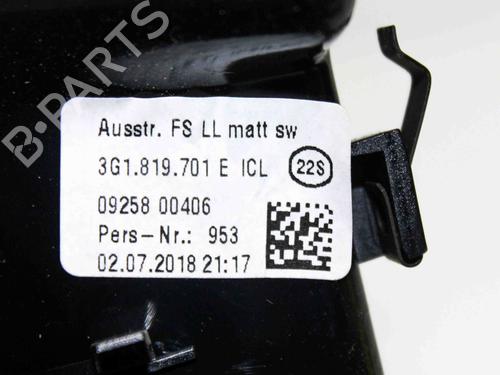 B-PARTS
Ausstr. FS LL matt sw
3G1.819.701 E ICL
22S
09258 00406
Pers-Nr.: 953
02.07.2018 21:17